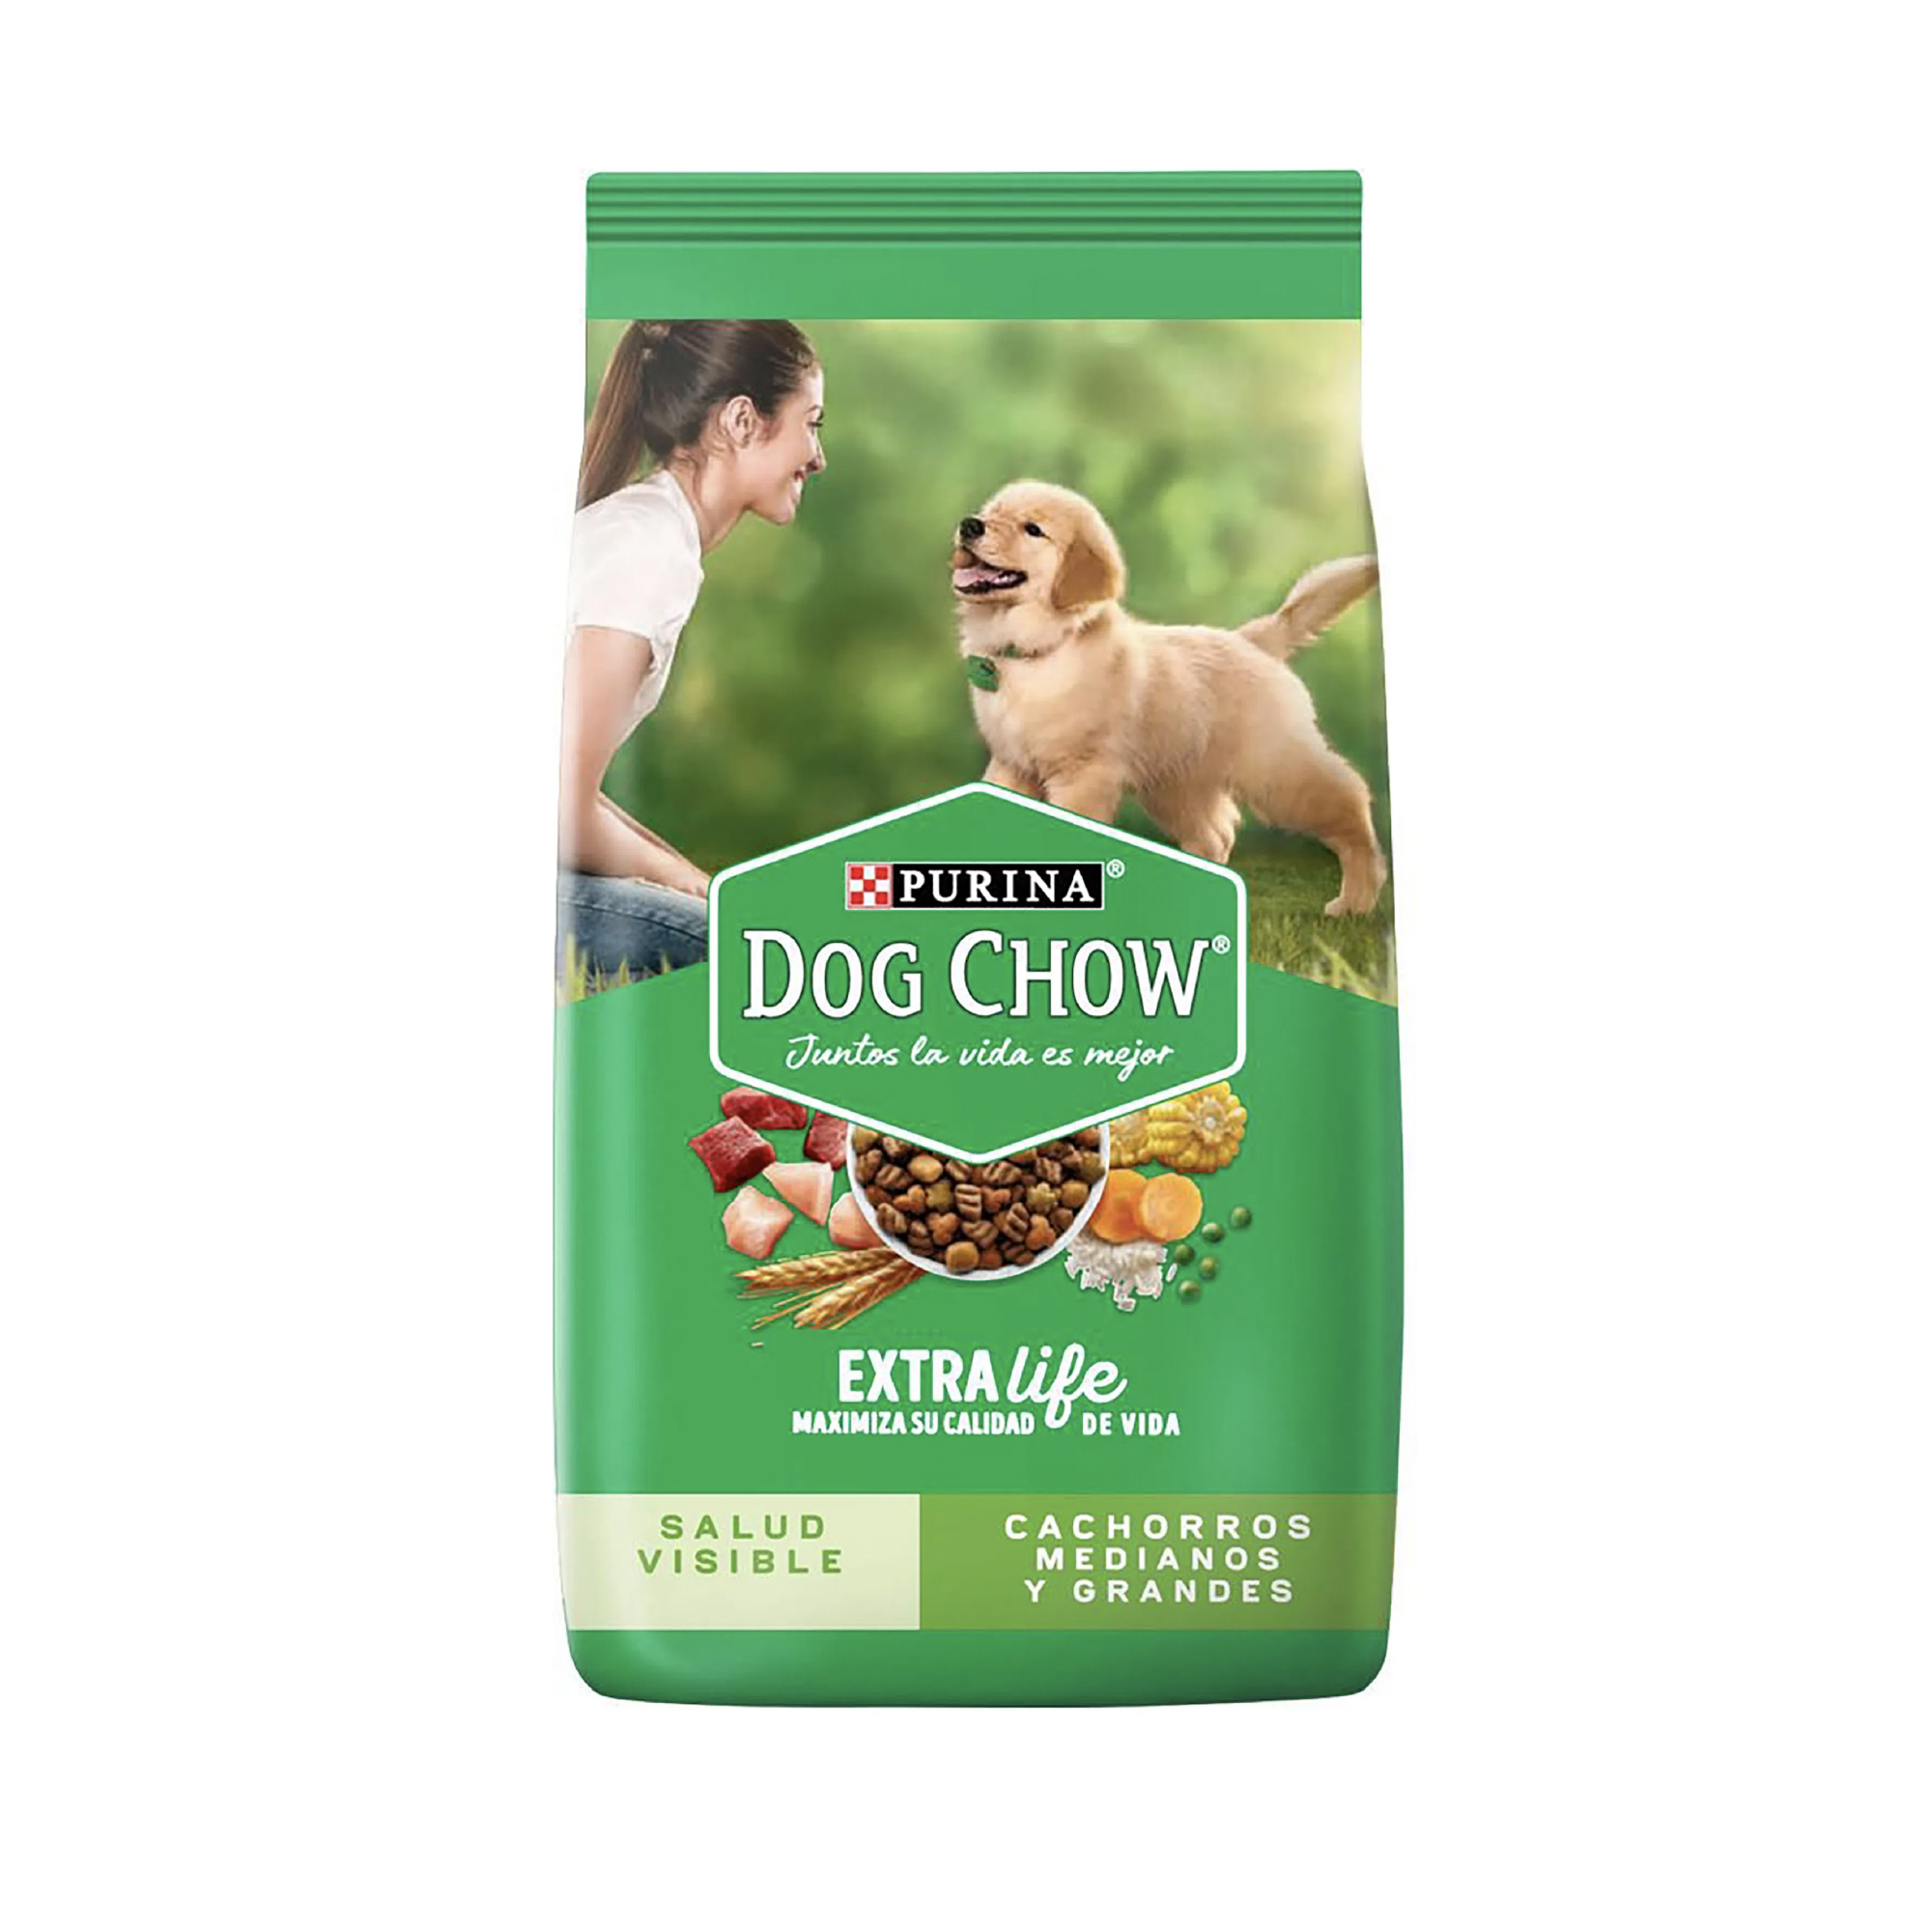 PURINA®
DOG CHOW®
Juntos la vida es mejor
EXTRA life
MAXIMIZA SU CALIDAD DE VIDA
SALUD
VISIBLE
CACHORROS
MEDIANOS
Y GRANDES